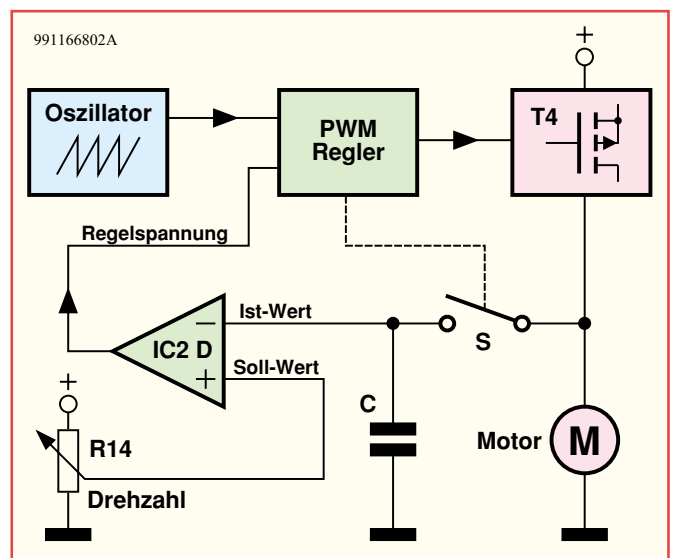 991166802A
+
Oszillator
PWM
Regler
T4
Regelspannung
Ist-Wert
−
IC2 D
S
Soll-Wert
+
+
C
R14
Motor
M
Drehzahl